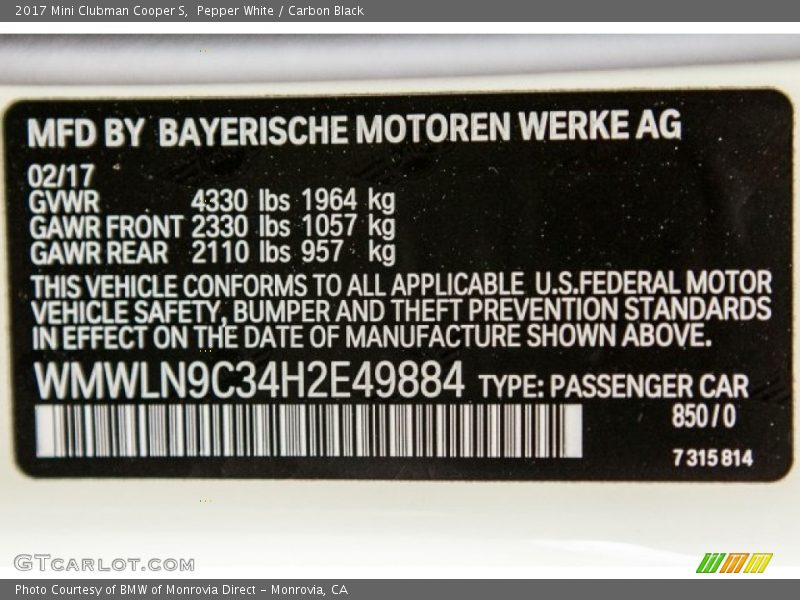 2017 Mini Clubman Cooper S,  Pepper White / Carbon Black
MFD BY BAYERISCHE MOTOREN WERKE AG
02/17
GVWR 4330 lbs 1964 kg
GAWR FRONT 2330 lbs 1057 kg
GAWR REAR 2110 lbs 957 kg
THIS VEHICLE CONFORMS TO ALL APPLICABLE U.S.FEDERAL MOTOR
VEHICLE SAFETY, BUMPER AND THEFT PREVENTION STANDARDS
IN EFFECT ON THE DATE OF MANUFACTURE SHOWN ABOVE.
WMWLN9C34H2E49884 TYPE: PASSENGER CAR
850/0
7315814
GTCARLOT.COM
Photo Courtesy of BMW of Monrovia Direct - Monrovia, CA